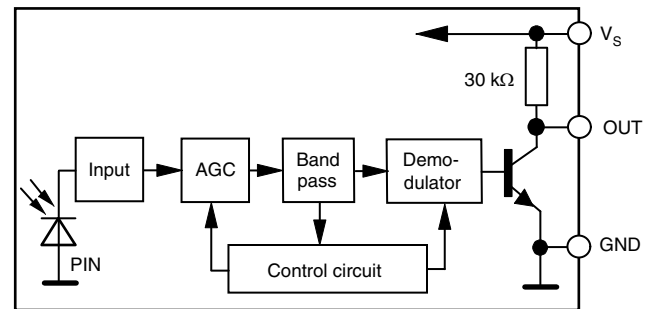 V_S
30 kΩ
OUT
Input
AGC
Band
pass
Demo-
dulator
GND
PIN
Control circuit